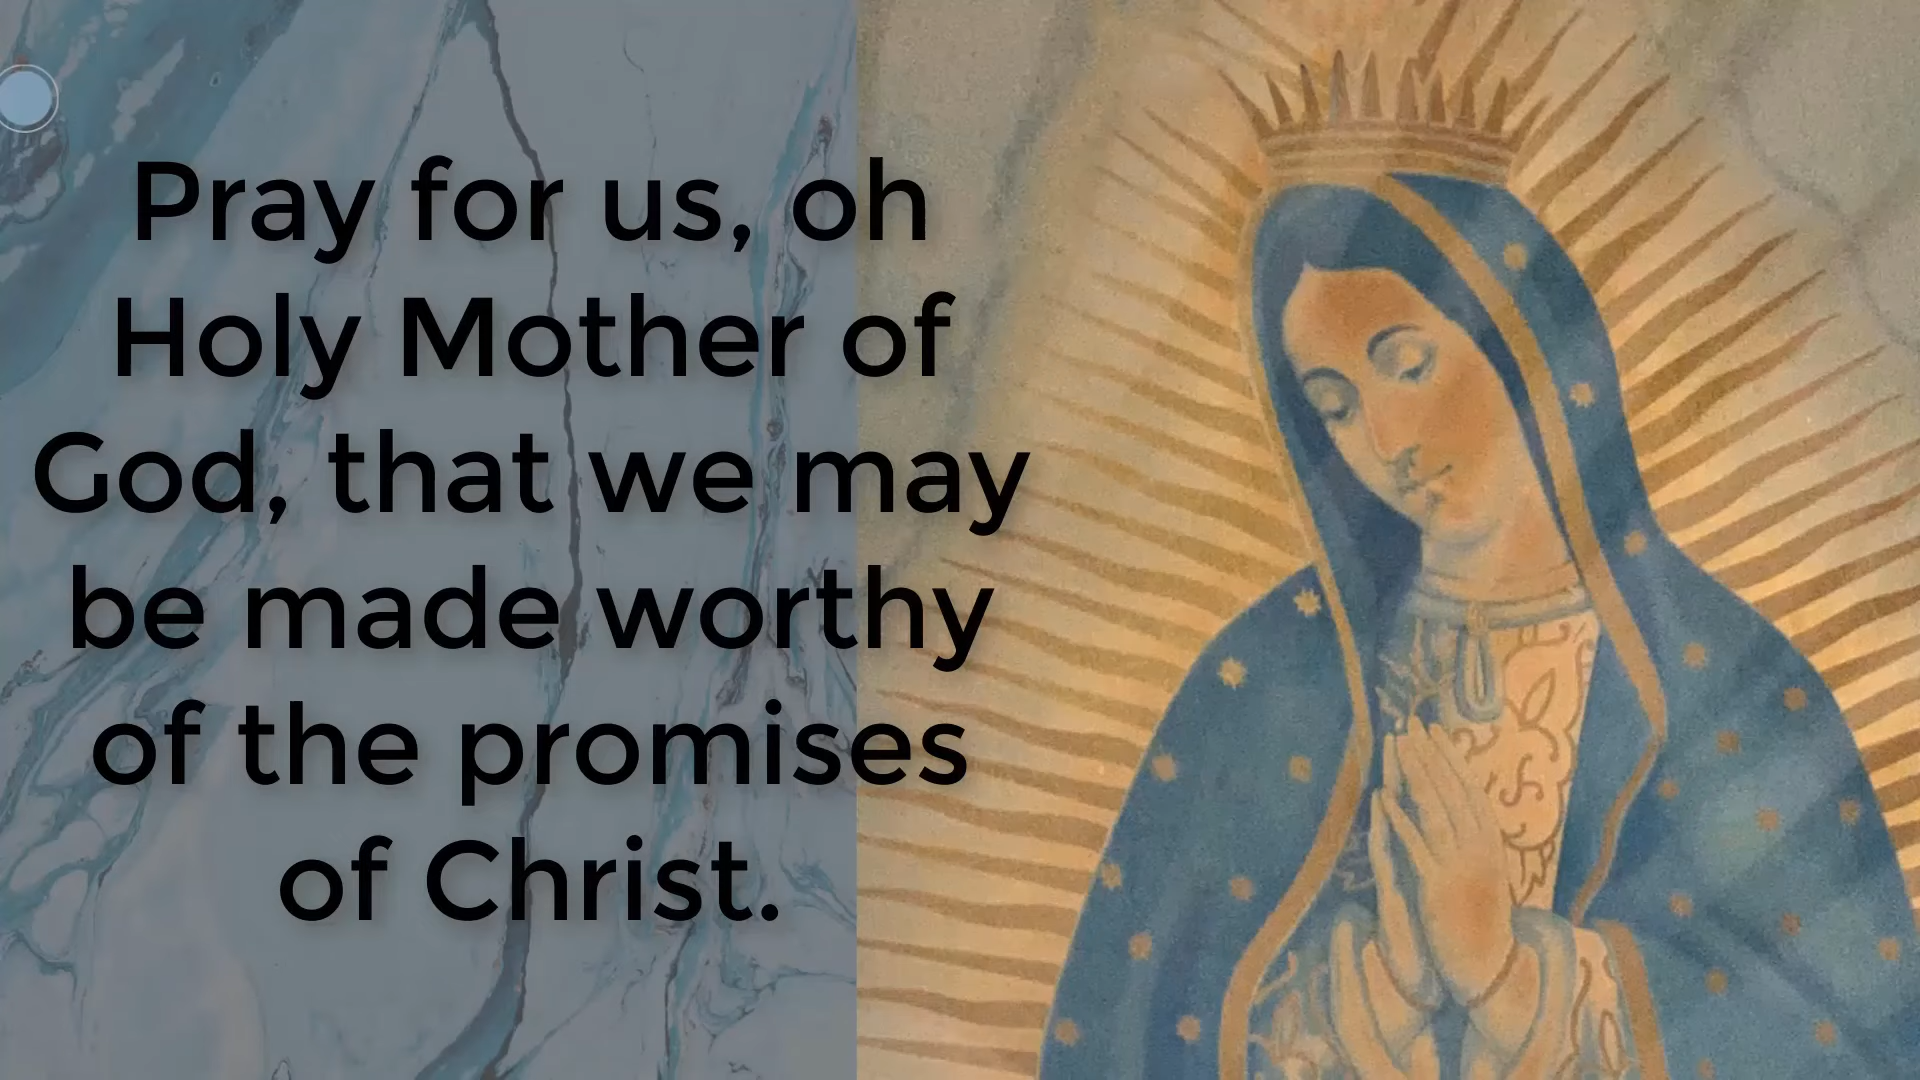 Pray for us, oh
Holy Mother of
God, that we may
be made worthy
of the promises
of Christ.